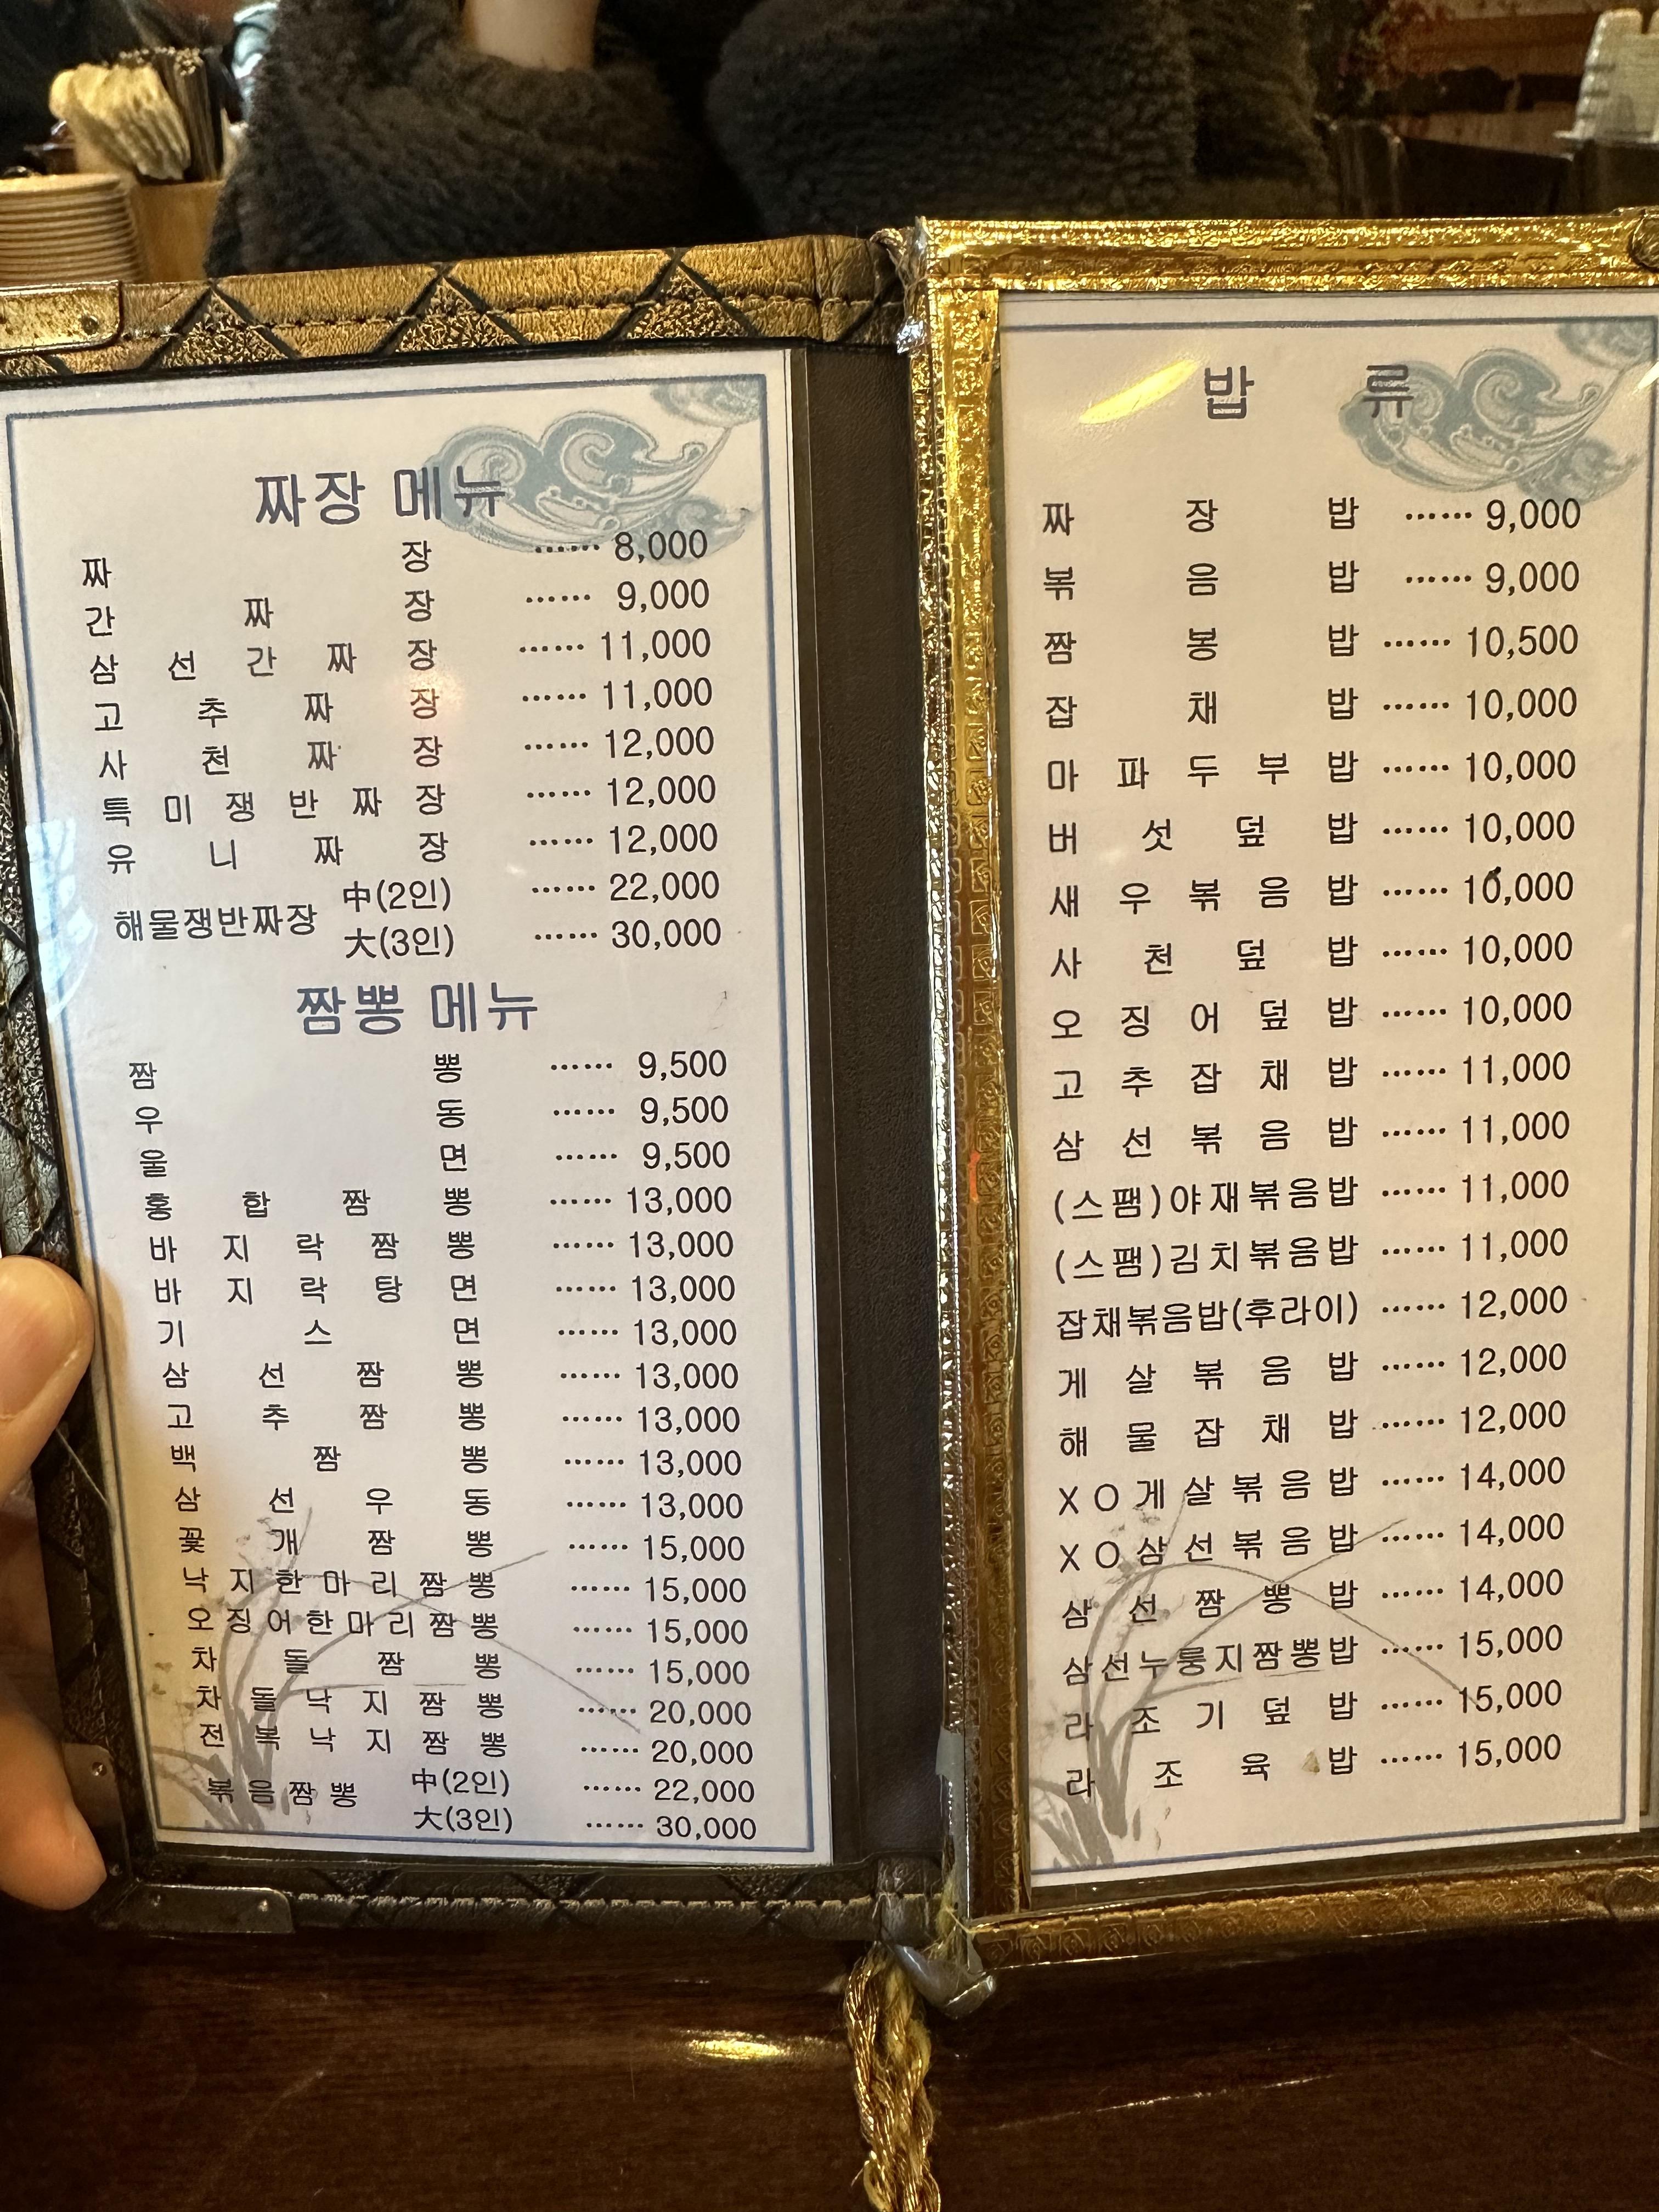 짜장 메뉴
짜장 ...... 8,000
간짜장 ...... 9,000
삼선간짜장 ...... 11,000
고추짜장 ...... 11,000
사천짜장 ...... 12,000
특미쟁반짜장 ...... 12,000
유니짜장 ...... 12,000
해물쟁반짜장 中(2인) ...... 22,000
大(3인) ...... 30,000
짬뽕 메뉴
짬뽕 ...... 9,500
우동 ...... 9,500
울면 ...... 9,500
홍합짬뽕 ...... 13,000
바지락짬뽕 ...... 13,000
바지락탕면 ...... 13,000
기스면 ...... 13,000
삼선짬뽕 ...... 13,000
고추짬뽕 ...... 13,000
백짬뽕 ...... 13,000
삼선우동 ...... 13,000
꽃개짬뽕 ...... 15,000
낙지한마리짬뽕 ...... 15,000
오징어한마리짬뽕 ...... 15,000
차돌짬뽕 ...... 15,000
차돌낙지짬뽕 ...... 20,000
전복낙지짬뽕 ...... 20,000
볶음짬뽕 中(2인) ...... 22,000
大(3인) ...... 30,000
밥류
짜장밥 ...... 9,000
볶음밥 ...... 9,000
짬봉밥 ...... 10,500
잡채밥 ...... 10,000
마파두부밥 ...... 10,000
버섯덮밥 ...... 10,000
새우볶음밥 ...... 10,000
사천덮밥 ...... 10,000
오징어덮밥 ...... 10,000
고추잡채밥 ...... 11,000
삼선볶음밥 ...... 11,000
(스팸)야재볶음밥 ...... 11,000
(스팸)김치볶음밥 ...... 11,000
잡채볶음밥(후라이) ...... 12,000
게살볶음밥 ...... 12,000
해물잡채밥 ...... 12,000
XO게살볶음밥 ...... 14,000
XO삼선볶음밥 ...... 14,000
삼선짬뽕밥 ...... 14,000
삼선누룽지짬뽕밥 ...... 15,000
라조기덮밥 ...... 15,000
라조육밥 ...... 15,000